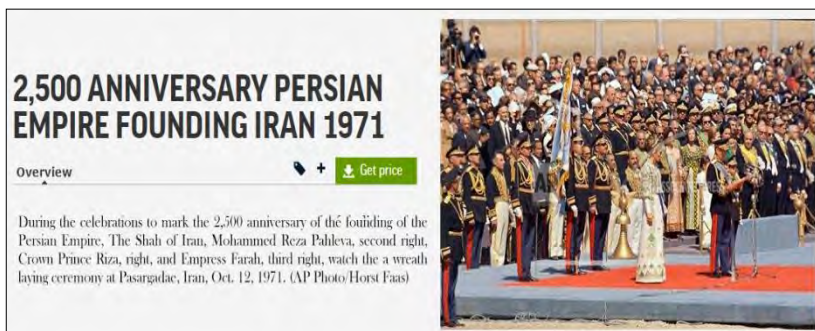 2,500 ANNIVERSARY PERSIAN
EMPIRE FOUNDING IRAN 1971
Overview
+
Get price
During the celebrations to mark the 2,500 anniversary of the fouliding of the
Persian Empire, The Shah of Iran, Mohammed Reza Pahleva, second right,
Crown Prince Riza, right, and Empress Farah, third right, watch the a wreath
laying ceremony at Pasargadae, Iran, Oct. 12, 1971. (AP Photo/Horst Faas)